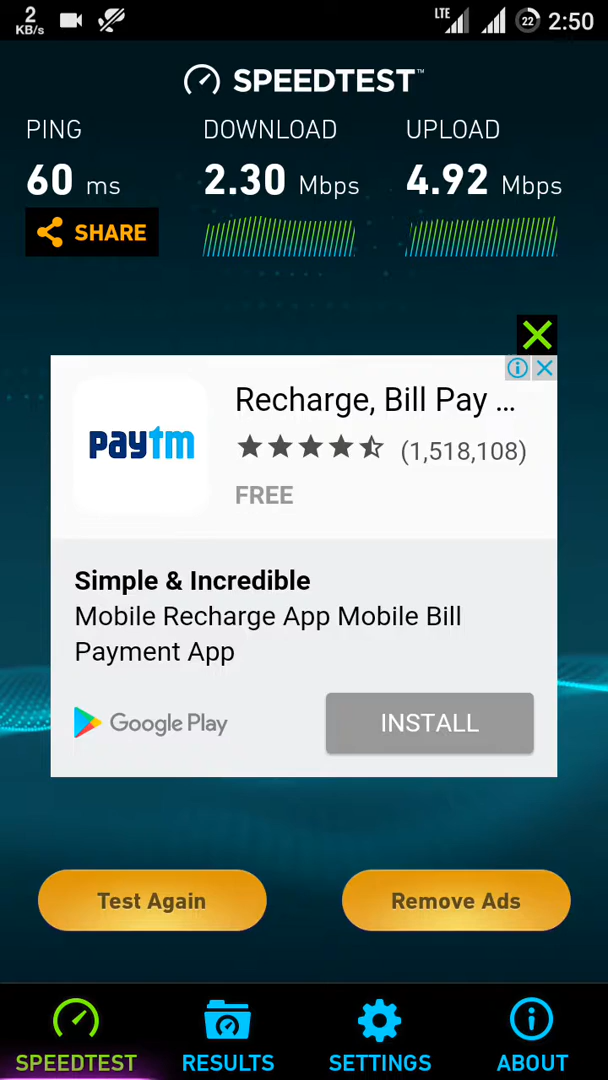 2
KB/s
LTE
22
2:50
SPEEDTEST™
PING
DOWNLOAD
UPLOAD
60 ms
2.30 Mbps
4.92 Mbps
SHARE
Recharge, Bill Pay ...
(1,518,108)
FREE
paytm
Simple & Incredible
Mobile Recharge App Mobile Bill
Payment App
Google Play
INSTALL
Test Again
Remove Ads
SPEEDTEST
RESULTS
SETTINGS
ABOUT